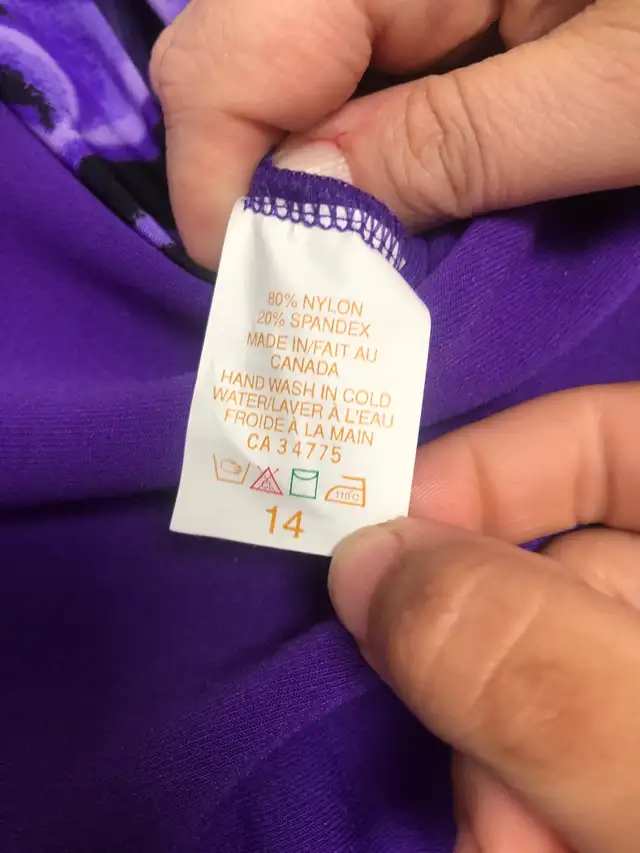 80% NYLON
20% SPANDEX
MADE IN/FAIT AU
CANADA
HAND WASH IN COLD
WATER/LAVER À L'EAU
FROIDE À LA MAIN
CA 34775
CL 110°C
14